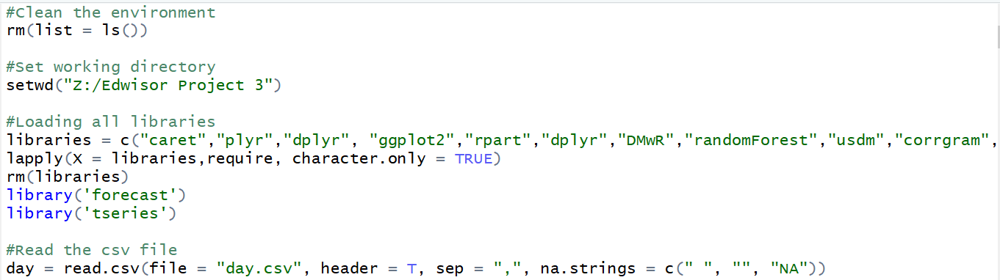 #Clean the environment
rm(list = ls())
#Set working directory
setwd("Z:/Edwisor Project 3")
#Loading all libraries
libraries = c("caret","plyr","dplyr", "ggplot2","rpart","dplyr","DMwR","randomForest","usdm","corrgram",
lapply(X = libraries,require, character.only = TRUE)
rm(libraries)
library('forecast')
library('tseries')
#Read the csv file
day = read.csv(file = "day.csv", header = T, sep = ",", na.strings = c(" ", "", "NA"))